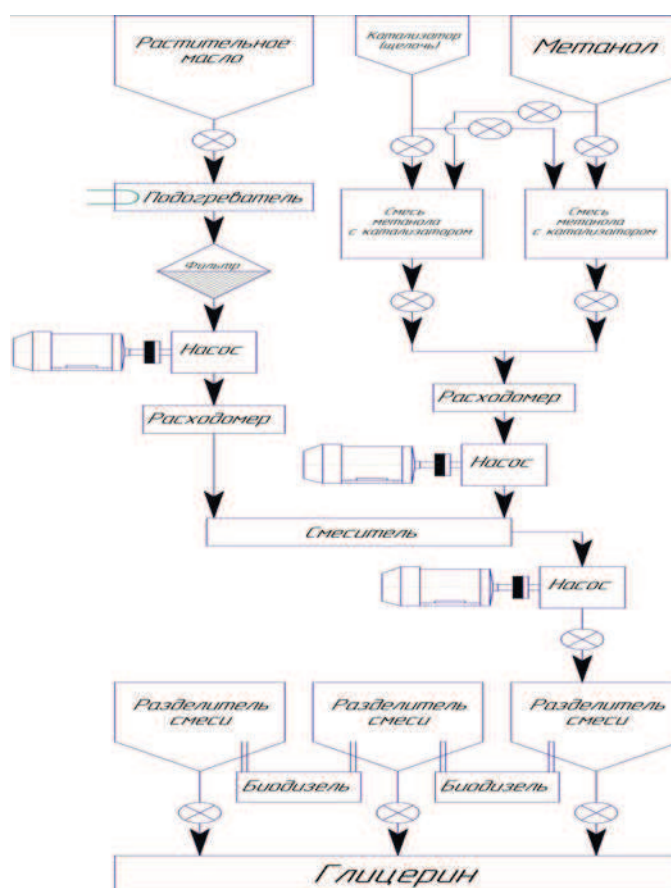 Растительное
масло
Катализатор
(щелочь)
Метанол
Подогреватель
Смесь
метанола
с катализатором
Смесь
метанола
с катализатором
Фильтр
Насос
Расходомер
Расходомер
Насос
Смеситель
Насос
Разделитель
смеси
Разделитель
смеси
Разделитель
смеси
Биодизель
Биодизель
Глицерин